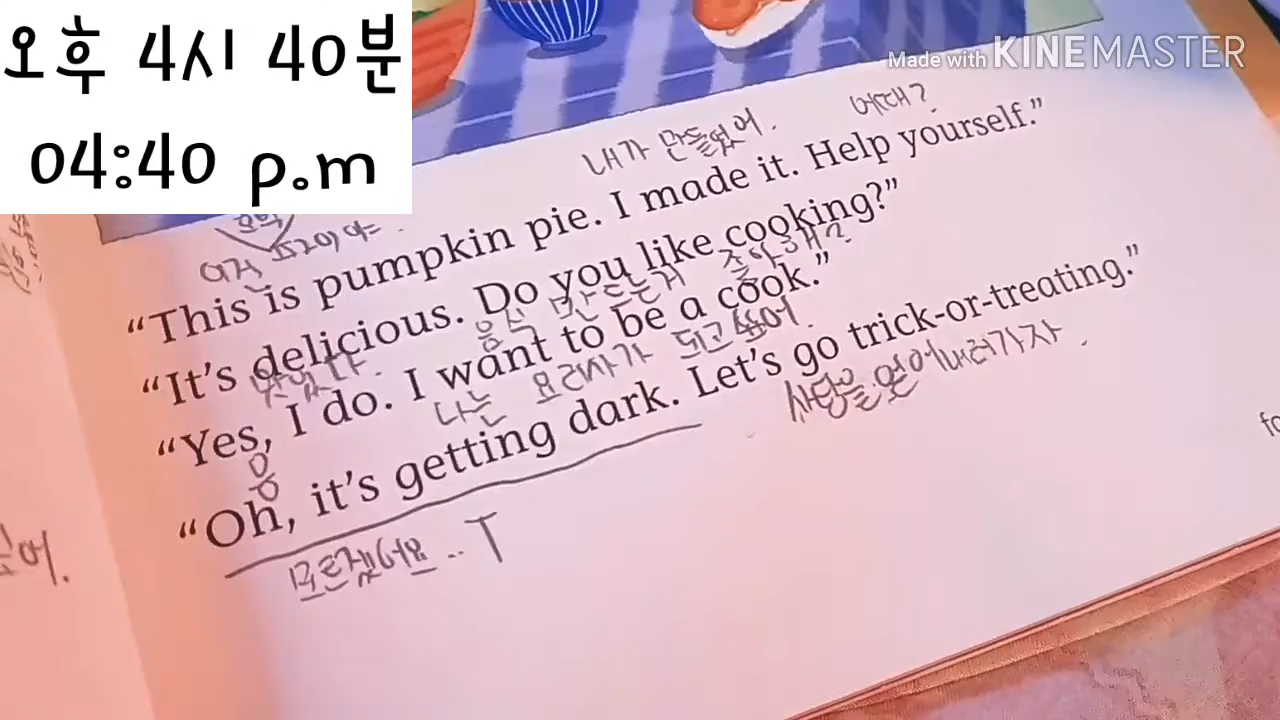 오후 4시 40분
04:40 p.m
Made with KINEMASTER
내가 만들었어. 어때?
"This is pumpkin pie. I made it. Help yourself."
음식 만드는거 좋아해?
"It's delicious. Do you like cooking?"
맛있다.
나는 요리사가 되고싶어.
"Yes, I do. I want to be a cook."
응
사탕을 얻어내러가자.
"Oh, it's getting dark. Let's go trick-or-treating."
모르겠어요..ㅜ